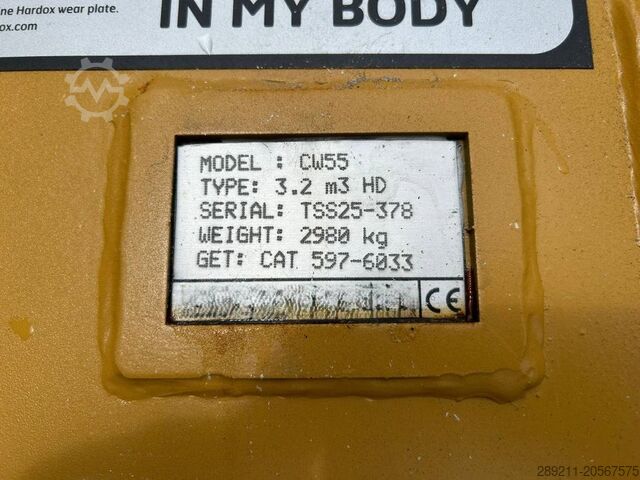 ine Hardox wear plate.
ox.com
IN MY BODY
MODEL : CW55
TYPE: 3.2 m3 HD
SERIAL: TSS25-378
WEIGHT: 2980 kg
GET: CAT 597-6033
CE
289211-20567575